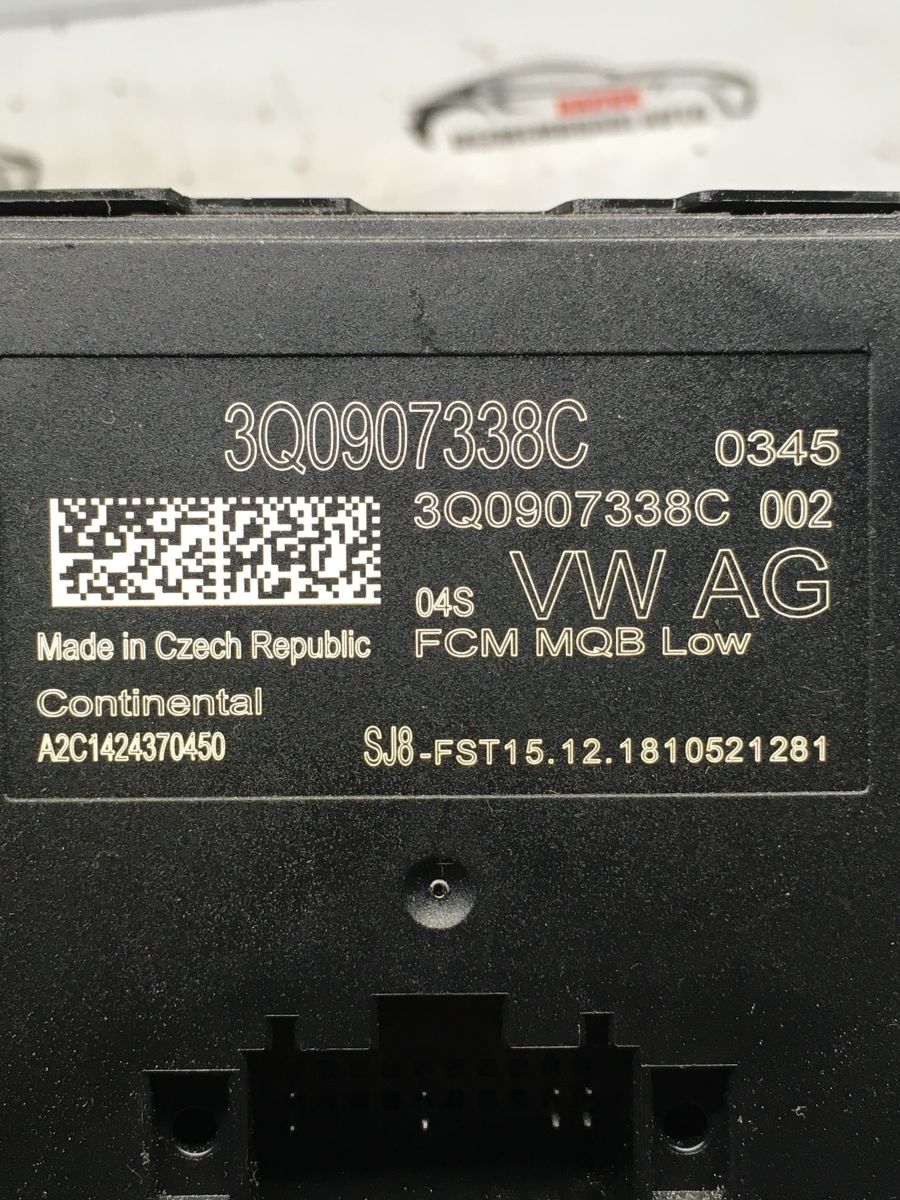 3Q0907338C
0345
3Q0907338C 002
04S VW AG
Made in Czech Republic
FCM MQB Low
Continental
A2C1424370450
SJ8-FST15.12.1810521281